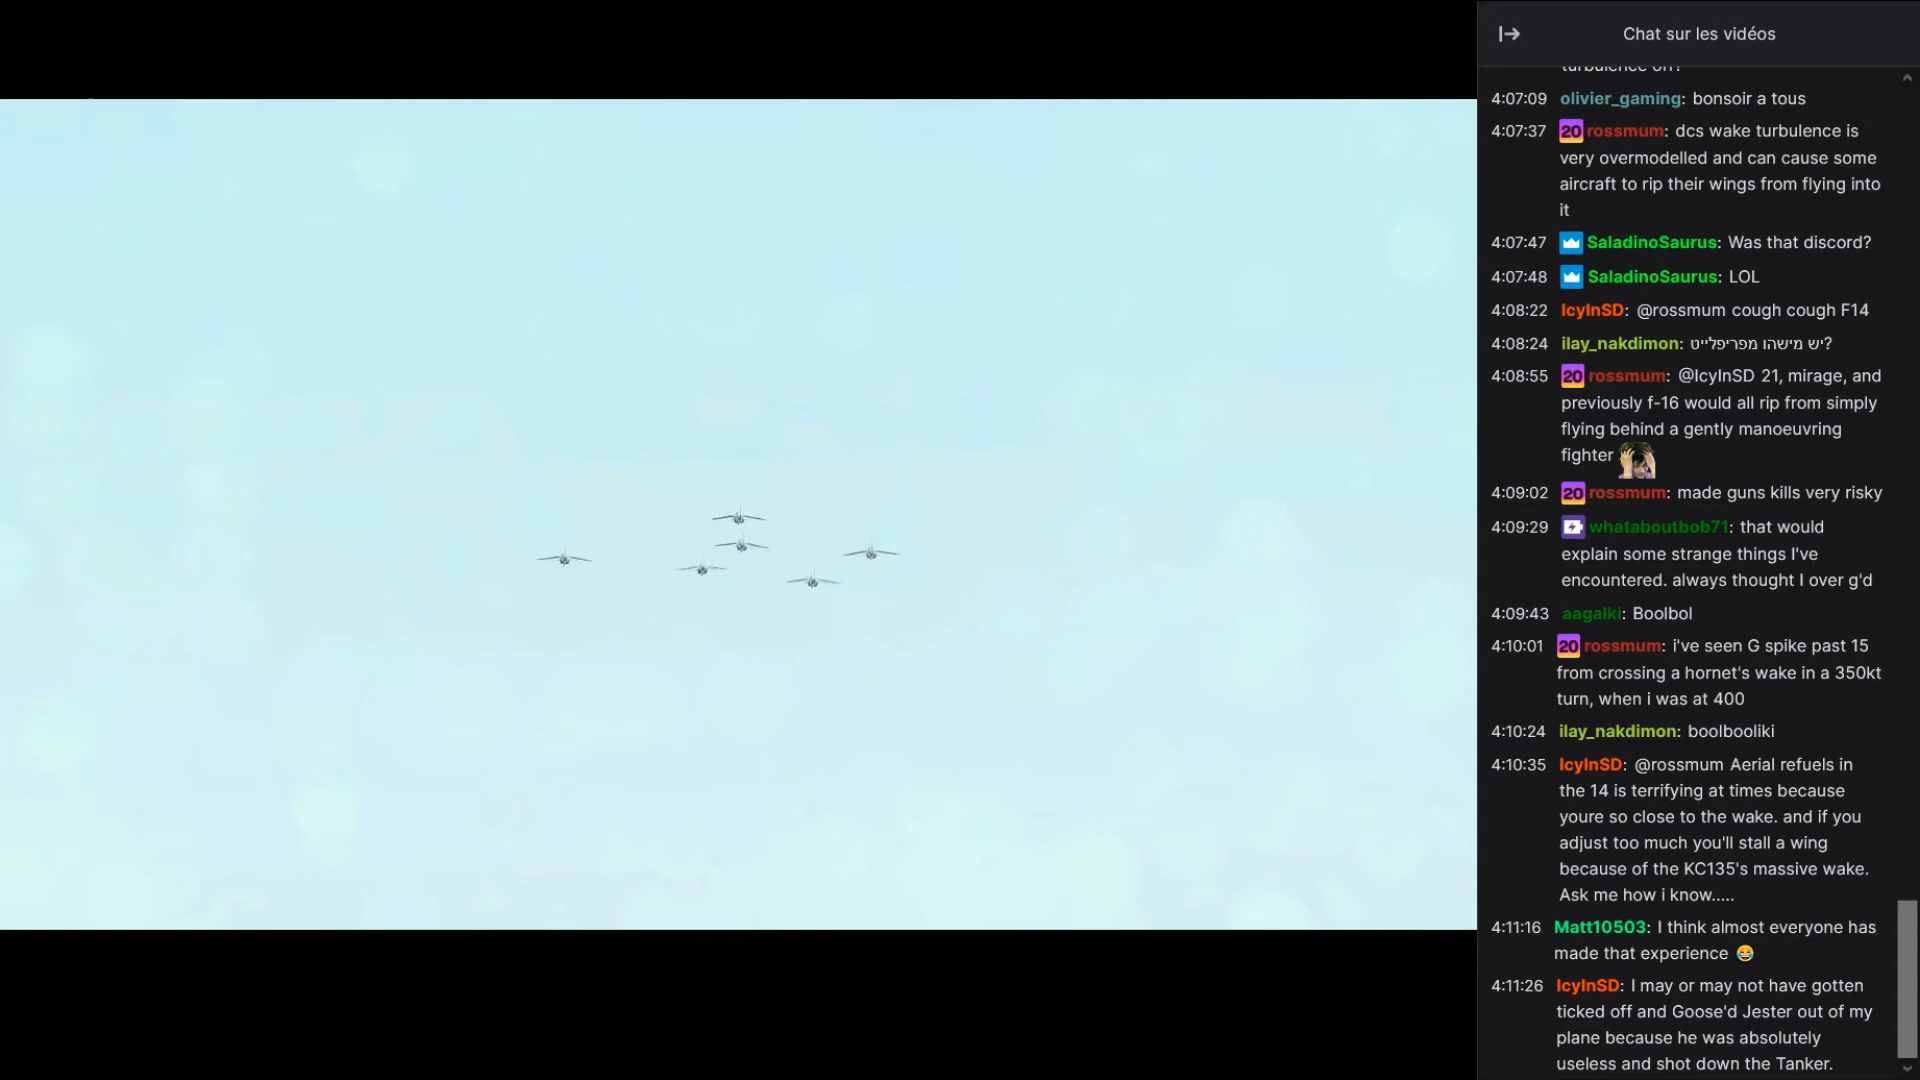 Chat sur les vidéos
turbulence off?
4:07:09 olivier_gaming: bonsoir a tous
4:07:37 20 rossmum: dcs wake turbulence is
very overmodelled and can cause some
aircraft to rip their wings from flying into
it
4:07:47 SaladinoSaurus: Was that discord?
4:07:48 SaladinoSaurus: LOL
4:08:22 IcyInSD: @rossmum cough cough F14
4:08:24 ilay_nakdimon: יש מישהו מפריפלייט?
4:08:55 20 rossmum: @IcyInSD 21, mirage, and
previously f-16 would all rip from simply
flying behind a gently manoeuvring
fighter
4:09:02 20 rossmum: made guns kills very risky
4:09:29 whataboutbob71: that would
explain some strange things I've
encountered. always thought I over g'd
4:09:43 aagalki: Boolbol
4:10:01 20 rossmum: i've seen G spike past 15
from crossing a hornet's wake in a 350kt
turn, when i was at 400
4:10:24 ilay_nakdimon: boolbooliki
4:10:35 IcyInSD: @rossmum Aerial refuels in
the 14 is terrifying at times because
youre so close to the wake. and if you
adjust too much you'll stall a wing
because of the KC135's massive wake.
Ask me how i know.....
4:11:16 Matt10503: I think almost everyone has
made that experience 😂
4:11:26 IcyInSD: I may or may not have gotten
ticked off and Goose'd Jester out of my
plane because he was absolutely
useless and shot down the Tanker.